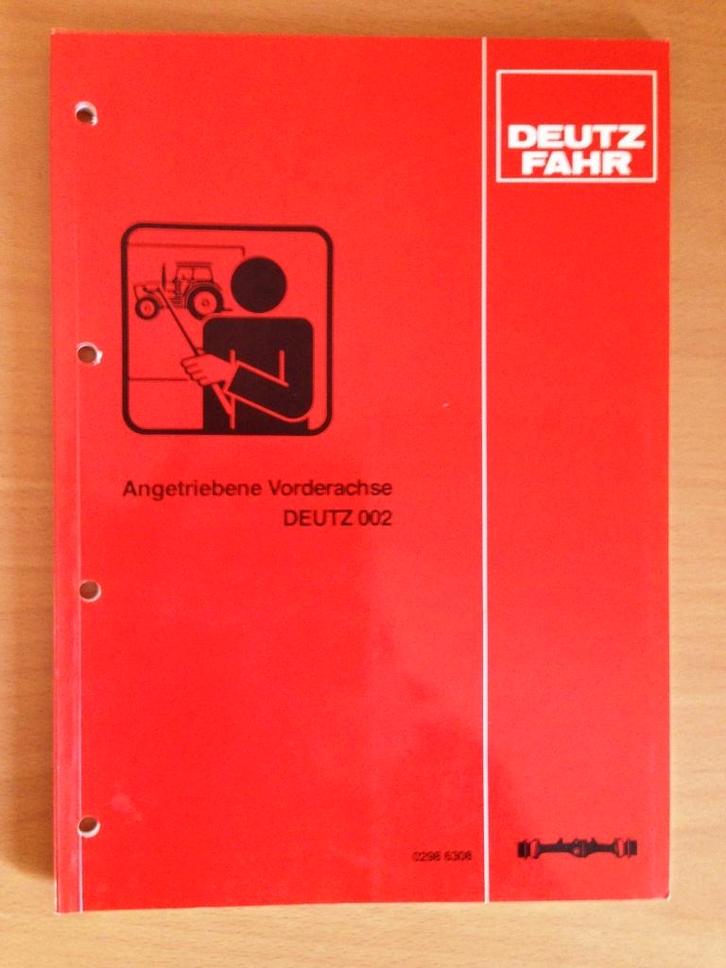 DEUTZ
FAHR
Angetriebene Vorderachse
DEUTZ 002
0298 6308